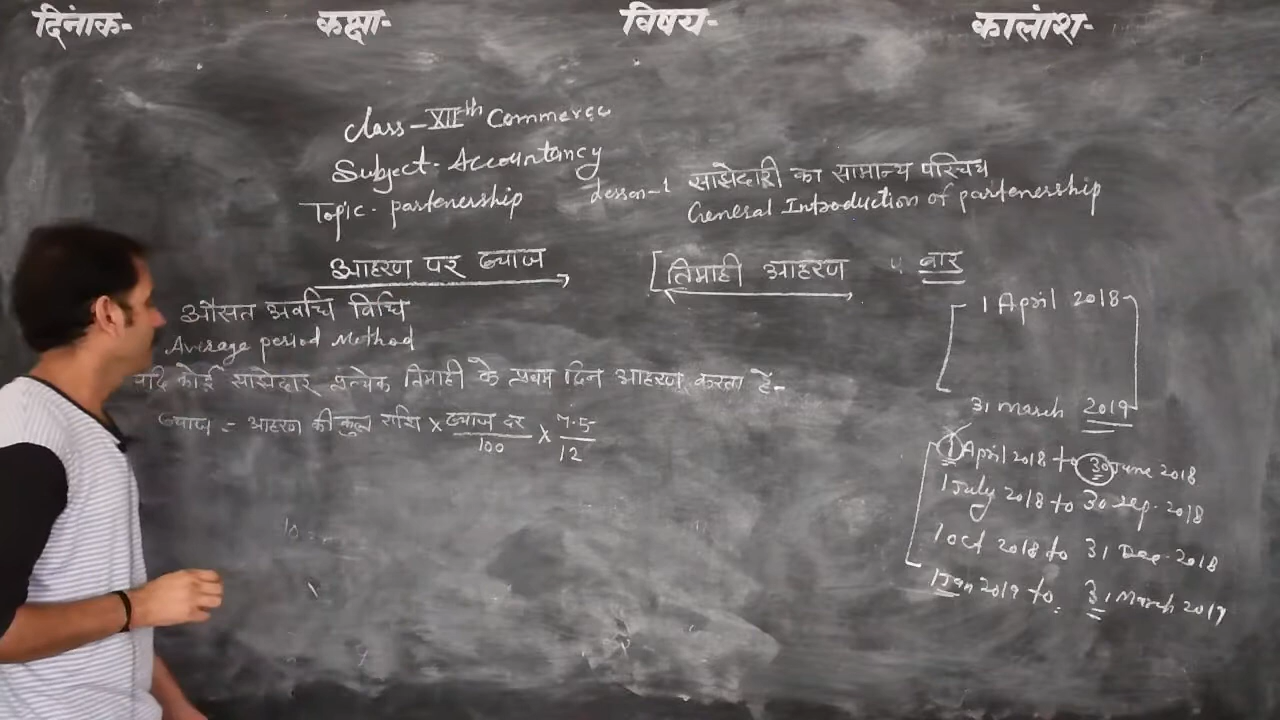 दिंनाक- कक्षा- विषय- कालांश-
Class-XIIth Commerce
Subject- Accountancy
Topic- partenership
Lesson-1 साझेदारी का सामान्य परिचय
General Introduction of partenership
आहरण पर ब्याज
औसत अवधि विधि
Average period Method
यदि कोई साझेदार प्रत्येक तिमाही के प्रथम दिन आहरण करता है-
ब्याज = आहरण की कुल राशि × ब्याज दर/100 × 7.5/12
[तिमाही आहरण " चार
1 April 2018
31 march 2019
1 April 2018 to 30 June 2018
1 July 2018 to 30 sep. 2018
1 oct 2018 to 31 Dec. 2018
1 Jan 2019 to 31 March 2019